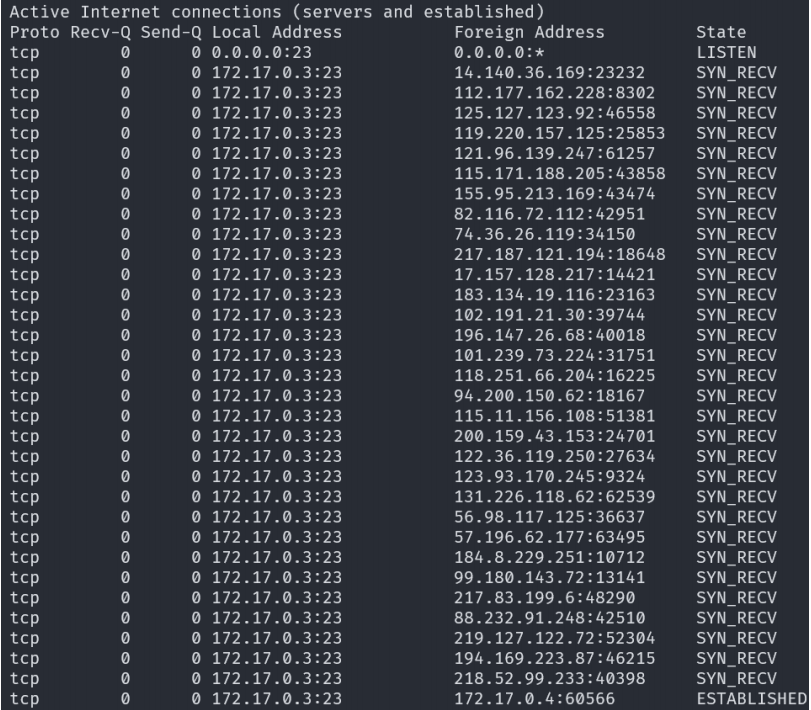 Active Internet connections (servers and established)
Proto Recv-Q Send-Q Local Address Foreign Address State
tcp 0 0 0.0.0.0:23 0.0.0.0:* LISTEN
tcp 0 0 172.17.0.3:23 14.140.36.169:23232 SYN_RECV
tcp 0 0 172.17.0.3:23 112.177.162.228:8302 SYN_RECV
tcp 0 0 172.17.0.3:23 125.127.123.92:46558 SYN_RECV
tcp 0 0 172.17.0.3:23 119.220.157.125:25853 SYN_RECV
tcp 0 0 172.17.0.3:23 121.96.139.247:61257 SYN_RECV
tcp 0 0 172.17.0.3:23 115.171.188.205:43858 SYN_RECV
tcp 0 0 172.17.0.3:23 155.95.213.169:43474 SYN_RECV
tcp 0 0 172.17.0.3:23 82.116.72.112:42951 SYN_RECV
tcp 0 0 172.17.0.3:23 74.36.26.119:34150 SYN_RECV
tcp 0 0 172.17.0.3:23 217.187.121.194:18648 SYN_RECV
tcp 0 0 172.17.0.3:23 17.157.128.217:14421 SYN_RECV
tcp 0 0 172.17.0.3:23 183.134.19.116:23163 SYN_RECV
tcp 0 0 172.17.0.3:23 102.191.21.30:39744 SYN_RECV
tcp 0 0 172.17.0.3:23 196.147.26.68:40018 SYN_RECV
tcp 0 0 172.17.0.3:23 101.239.73.224:31751 SYN_RECV
tcp 0 0 172.17.0.3:23 118.251.66.204:16225 SYN_RECV
tcp 0 0 172.17.0.3:23 94.200.150.62:18167 SYN_RECV
tcp 0 0 172.17.0.3:23 115.11.156.108:51381 SYN_RECV
tcp 0 0 172.17.0.3:23 200.159.43.153:24701 SYN_RECV
tcp 0 0 172.17.0.3:23 122.36.119.250:27634 SYN_RECV
tcp 0 0 172.17.0.3:23 123.93.170.245:9324 SYN_RECV
tcp 0 0 172.17.0.3:23 131.226.118.62:62539 SYN_RECV
tcp 0 0 172.17.0.3:23 56.98.117.125:36637 SYN_RECV
tcp 0 0 172.17.0.3:23 57.196.62.177:63495 SYN_RECV
tcp 0 0 172.17.0.3:23 184.8.229.251:10712 SYN_RECV
tcp 0 0 172.17.0.3:23 99.180.143.72:13141 SYN_RECV
tcp 0 0 172.17.0.3:23 217.83.199.6:48290 SYN_RECV
tcp 0 0 172.17.0.3:23 88.232.91.248:42510 SYN_RECV
tcp 0 0 172.17.0.3:23 219.127.122.72:52304 SYN_RECV
tcp 0 0 172.17.0.3:23 194.169.223.87:46215 SYN_RECV
tcp 0 0 172.17.0.3:23 218.52.99.233:40398 SYN_RECV
tcp 0 0 172.17.0.3:23 172.17.0.4:60566 ESTABLISHED